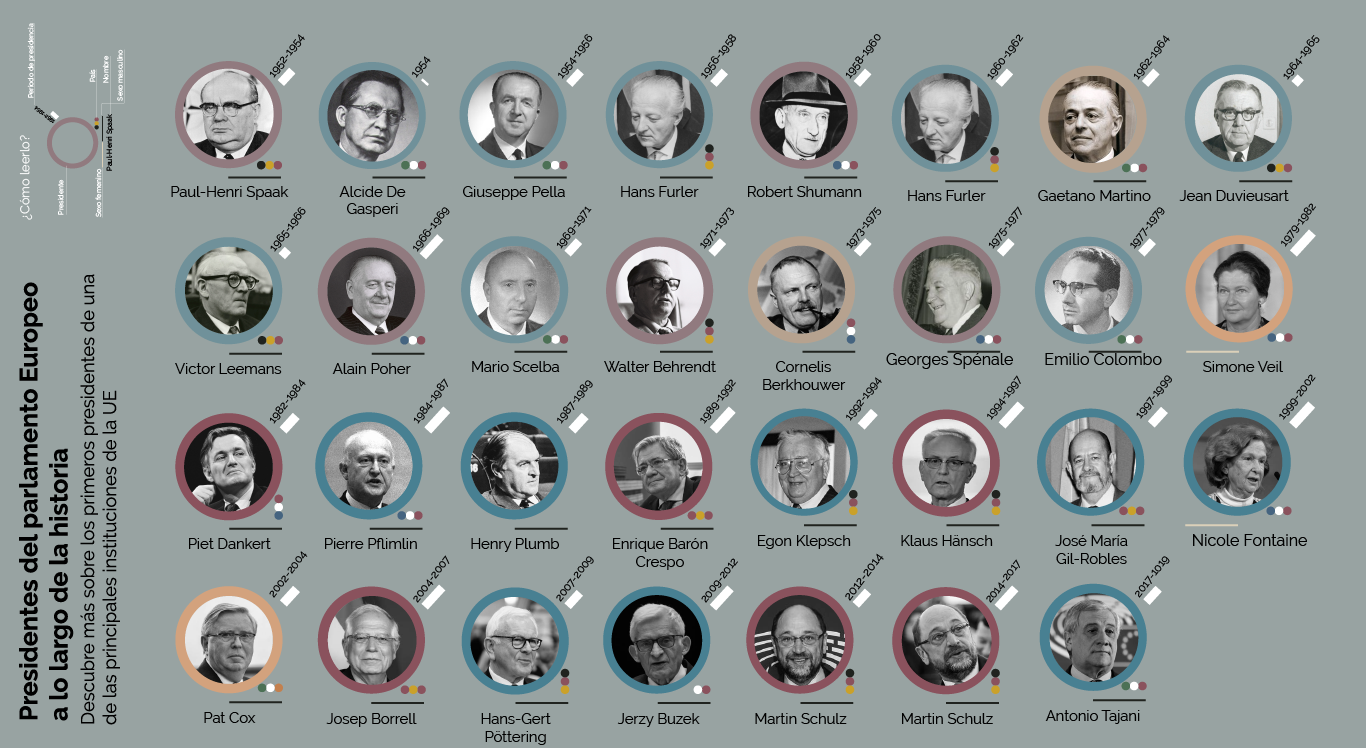 Presidentes del parlamento Europeo
a lo largo de la historia
Descubre más sobre los primeros presidentes de una
de las principales instituciones de la UE
¿Cómo leerlo?
Periodo de presidencia
País
Nombre
Sexo masculino
Presidente
Sexo femenino
Paul-Henri Spaak
1952-1954
Paul-Henri Spaak
1954
Alcide De
Gasperi
1954-1956
Giuseppe Pella
1956-1958
Hans Furler
1958-1960
Robert Shumann
1960-1962
Hans Furler
1962-1964
Gaetano Martino
1964-1965
Jean Duvieusart
1965-1966
Victor Leemans
1966-1969
Alain Poher
1969-1971
Mario Scelba
1971-1973
Walter Behrendt
1973-1975
Cornelis
Berkhouwer
1975-1977
Georges Spénale
1977-1979
Emilio Colombo
1979-1982
Simone Veil
1982-1984
Piet Dankert
1984-1987
Pierre Pflimlin
1987-1989
Henry Plumb
1989-1992
Enrique Barón
Crespo
1992-1994
Egon Klepsch
1994-1997
Klaus Hänsch
1997-1999
José María
Gil-Robles
1999-2002
Nicole Fontaine
2002-2004
Pat Cox
2004-2007
Josep Borrell
2007-2009
Hans-Gert
Pöttering
2009-2012
Jerzy Buzek
2012-2014
Martin Schulz
2014-2017
Martin Schulz
2017-1019
Antonio Tajani